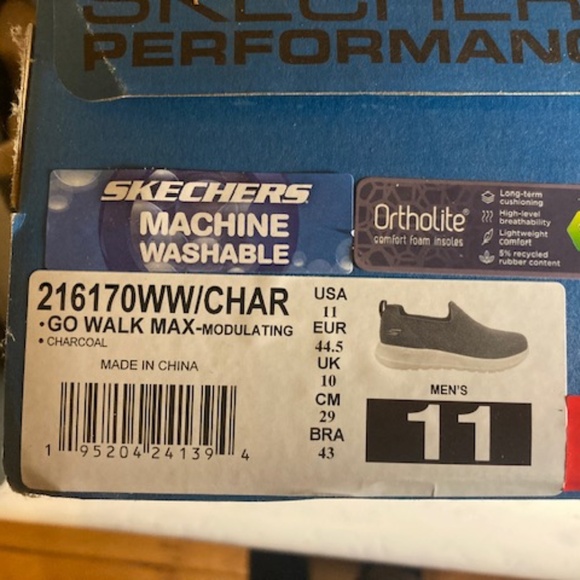 SKECHER
PERFORMANC
SKECHERS
MACHINE
WASHABLE
Ortholite®
comfort foam insoles
Long-term
cushioning
High-level
breathability
Lightweight
comfort
5% recycled
rubber content
216170WW/CHAR
•GO WALK MAX-MODULATING
• CHARCOAL
MADE IN CHINA
1 95204 24139 4
USA
11
EUR
44.5
UK
10
CM
29
BRA
43
MEN'S
11